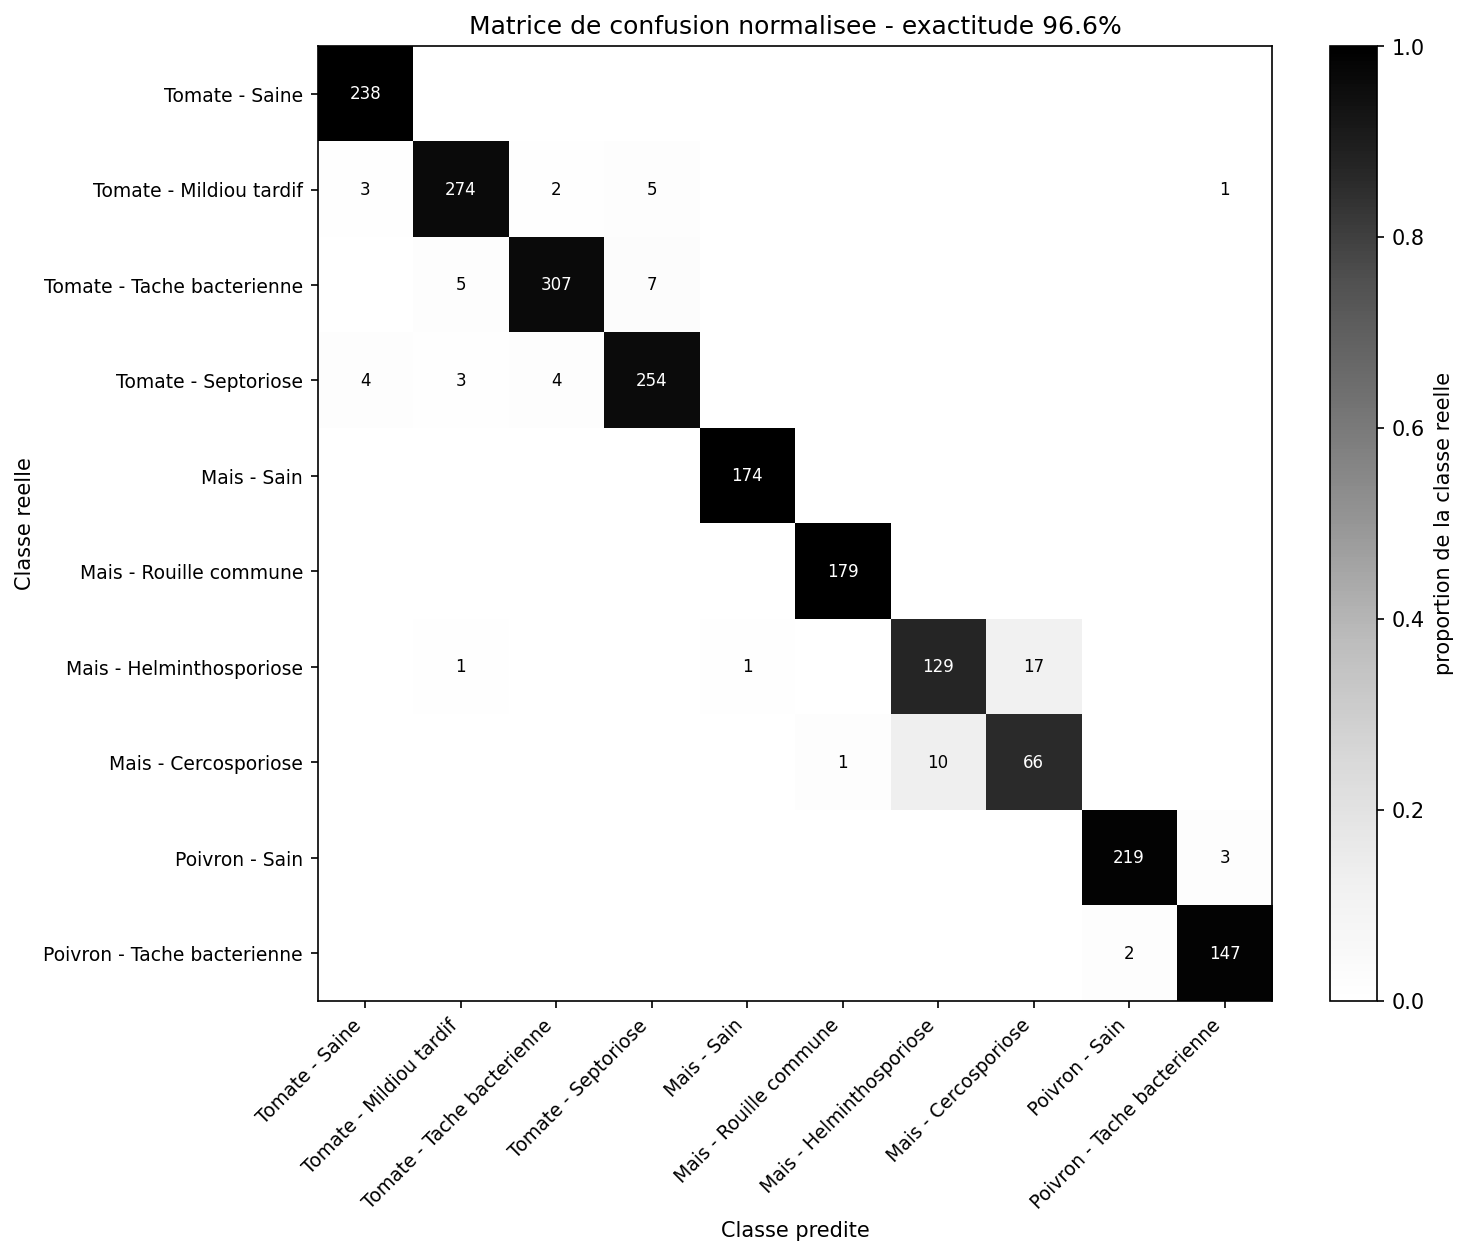 Matrice de confusion normalisee - exactitude 96.6%
Classe reelle
Tomate - Saine 238
Tomate - Mildiou tardif 3 274 2 5 1
Tomate - Tache bacterienne 5 307 7
Tomate - Septoriose 4 3 4 254
Mais - Sain 174
Mais - Rouille commune 179
Mais - Helminthosporiose 1 1 129 17
Mais - Cercosporiose 1 10 66
Poivron - Sain 219 3
Poivron - Tache bacterienne 2 147
Tomate - Saine
Tomate - Mildiou tardif
Tomate - Tache bacterienne
Tomate - Septoriose
Mais - Sain
Mais - Rouille commune
Mais - Helminthosporiose
Mais - Cercosporiose
Poivron - Sain
Poivron - Tache bacterienne
Classe predite
1.0
0.8
0.6
0.4
0.2
0.0
proportion de la classe reelle